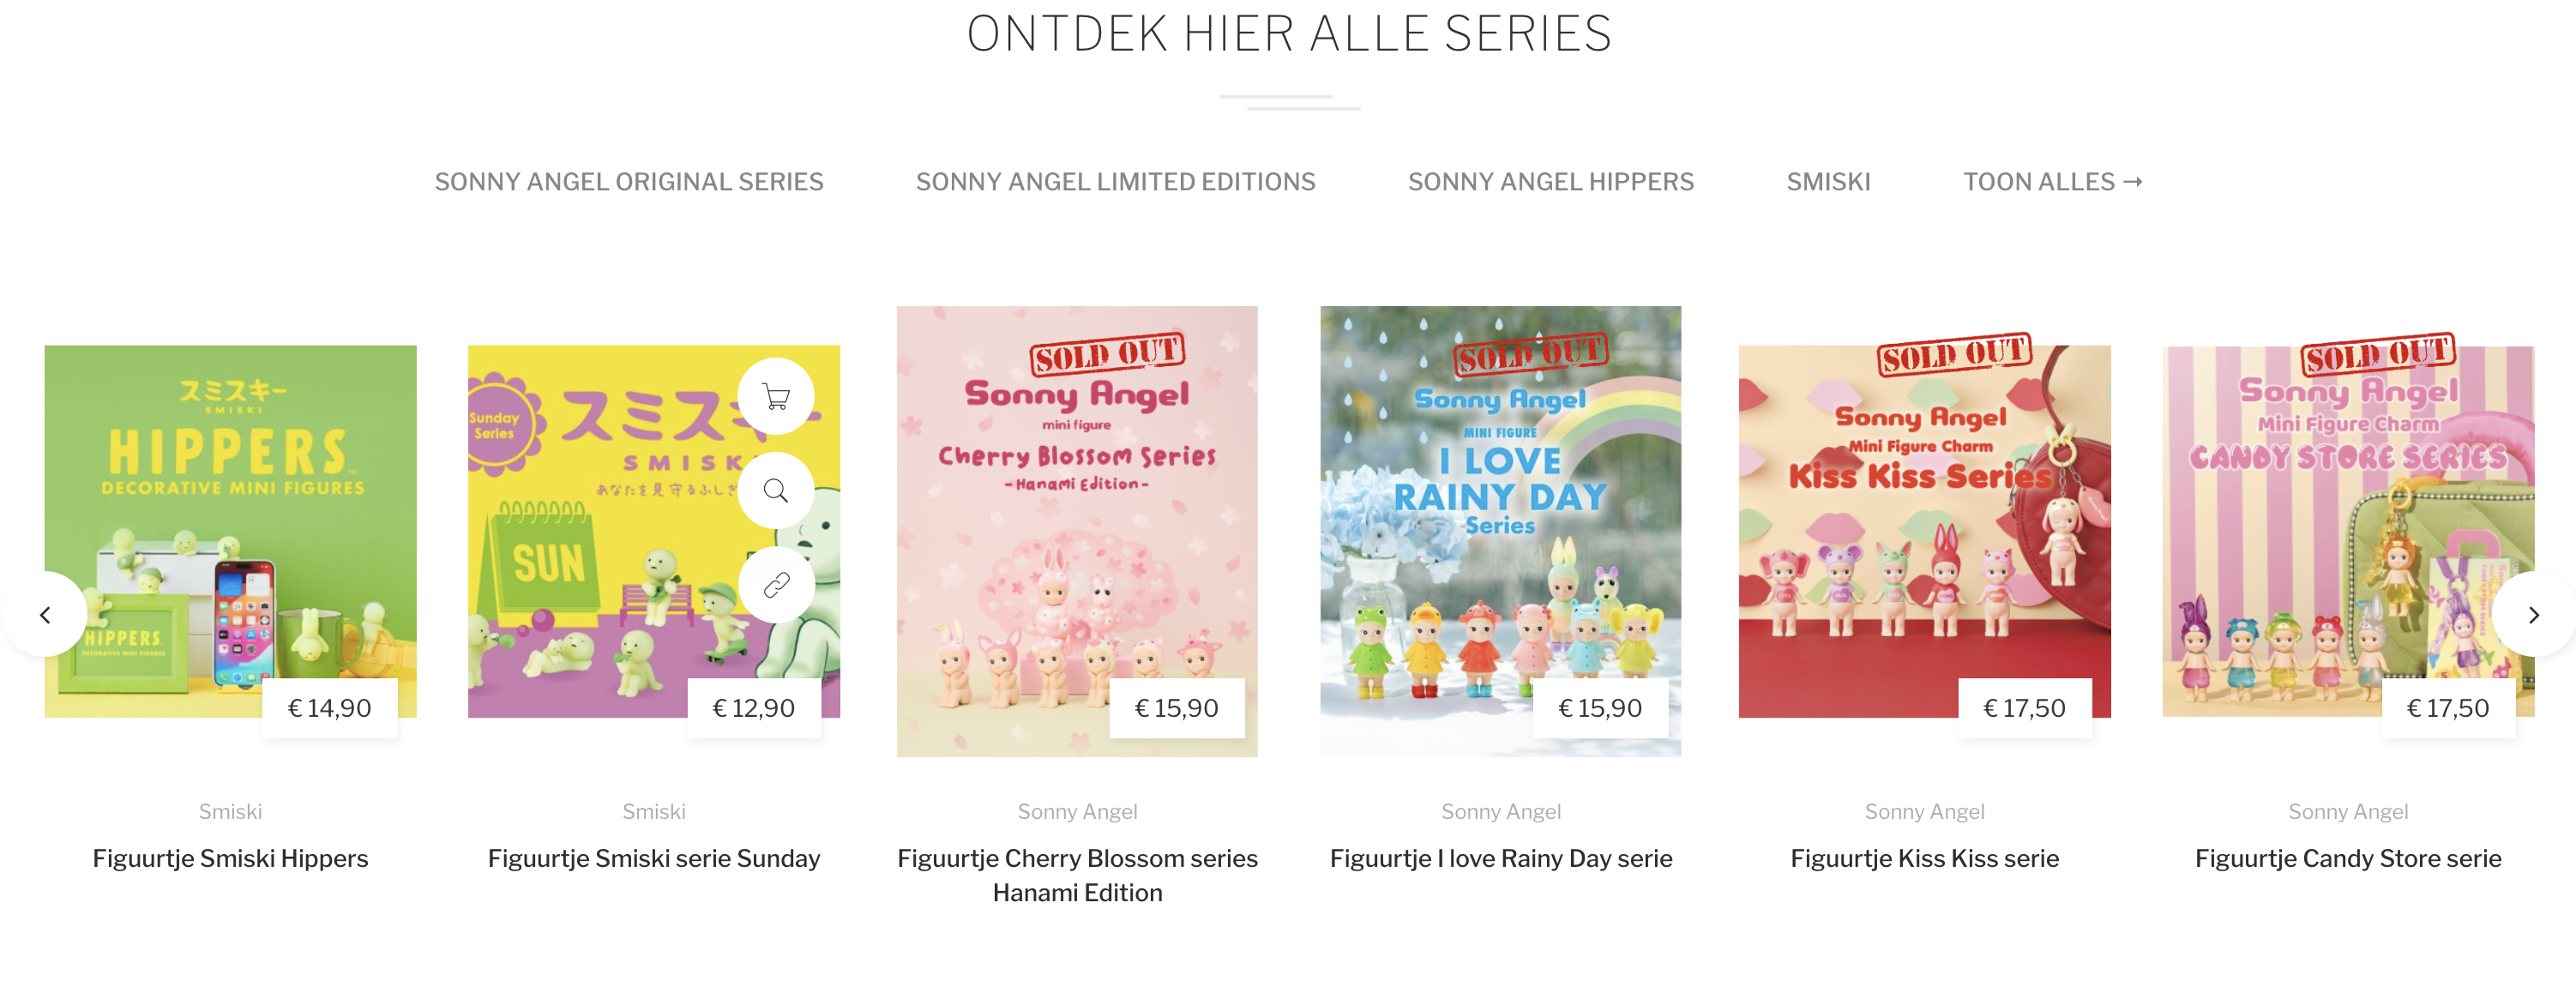 ONTDEK HIER ALLE SERIES
SONNY ANGEL ORIGINAL SERIES
SONNY ANGEL LIMITED EDITIONS
SONNY ANGEL HIPPERS
SMISKI
TOON ALLES →
スミスキー
SMISKI
HIPPERS™
DECORATIVE MINI FIGURES
HIPPERS
DECORATIVE MINI FIGURES
€ 14,90
Smiski
Figuurtje Smiski Hippers
Sunday
Series
スミスキー
SMISK
あなたを見守るふしぎ
SUN
€ 12,90
Smiski
Figuurtje Smiski serie Sunday
SOLD OUT
Sonny Angel
mini figure
Cherry Blossom Series
-Hanami Edition-
€ 15,90
Sonny Angel
Figuurtje Cherry Blossom series
Hanami Edition
SOLD OUT
Sonny Angel
MINI FIGURE
I LOVE
RAINY DAY
Series
€ 15,90
Sonny Angel
Figuurtje I love Rainy Day serie
SOLD OUT
Sonny Angel
Mini Figure Charm
Kiss Kiss Series
€ 17,50
Sonny Angel
Figuurtje Kiss Kiss serie
SOLD OUT
Sonny Angel
Mini Figure Charm
CANDY STORE SERIES
€ 17,50
Sonny Angel
Figuurtje Candy Store serie